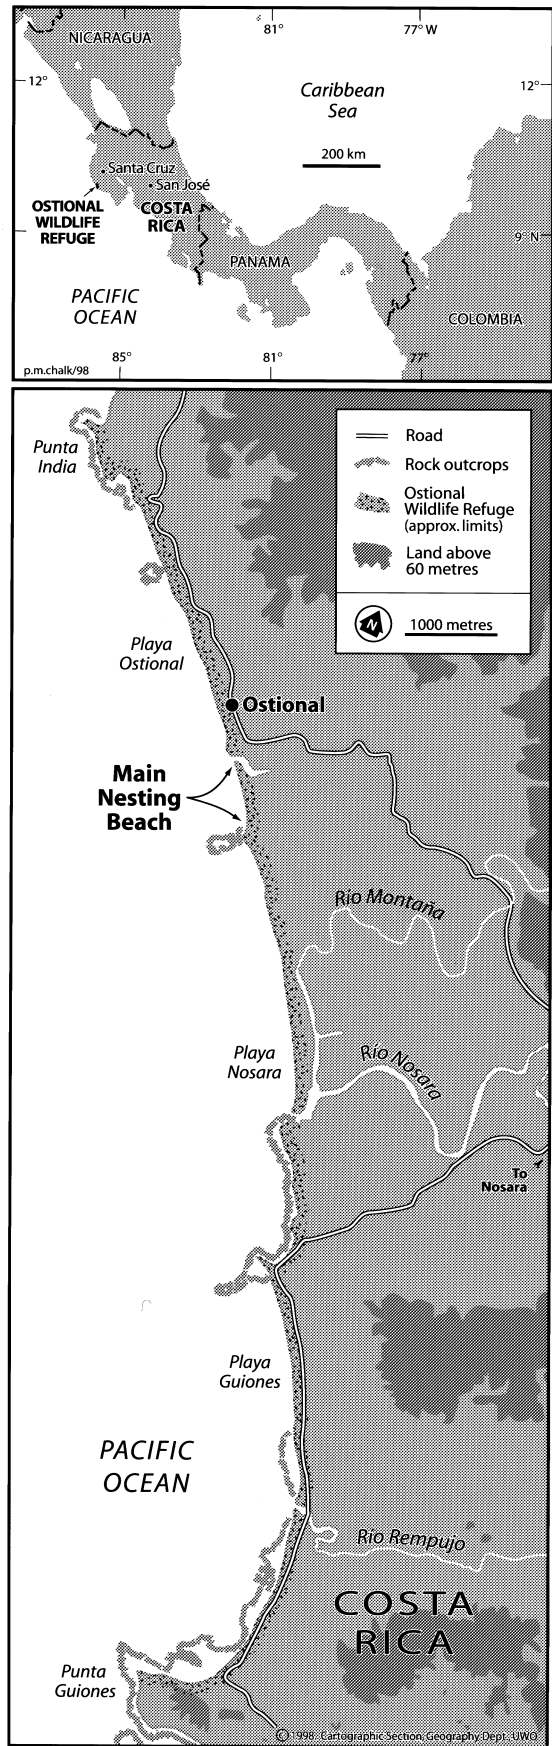 NICARAGUA
81°
77° W
12°
Caribbean
Sea
12°
200 km
Santa Cruz
San José
OSTIONAL
WILDLIFE
REFUGE
COSTA
RICA
9° N
PANAMA
PACIFIC
OCEAN
COLOMBIA
p.m.chalk/98
85°
81°
77°
Punta
India
Road
Rock outcrops
Ostional
Wildlife Refuge
(approx. limits)
Land above
60 metres
N
1000 metres
Playa
Ostional
Ostional
Main
Nesting
Beach
Río Montaña
Playa
Nosara
Río Nosara
To
Nosara
Playa
Guiones
PACIFIC
OCEAN
Río Rempujo
COSTA
RICA
Punta
Guiones
© 1998. Cartographic Section, Geography Dept., UWO